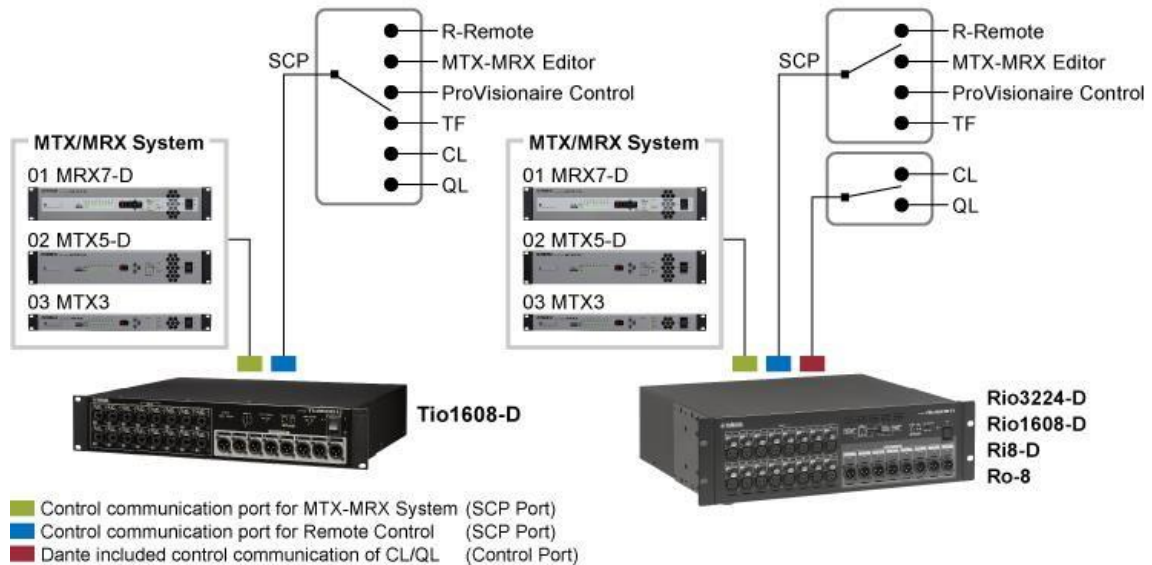 SCP
R-Remote
MTX-MRX Editor
ProVisionaire Control
TF
CL
QL
MTX/MRX System
01 MRX7-D
02 MTX5-D
03 MTX3
Tio1608-D
SCP
R-Remote
MTX-MRX Editor
ProVisionaire Control
TF
CL
QL
MTX/MRX System
01 MRX7-D
02 MTX5-D
03 MTX3
Rio3224-D
Rio1608-D
Ri8-D
Ro-8
Control communication port for MTX-MRX System (SCP Port)
Control communication port for Remote Control (SCP Port)
Dante included control communication of CL/QL (Control Port)